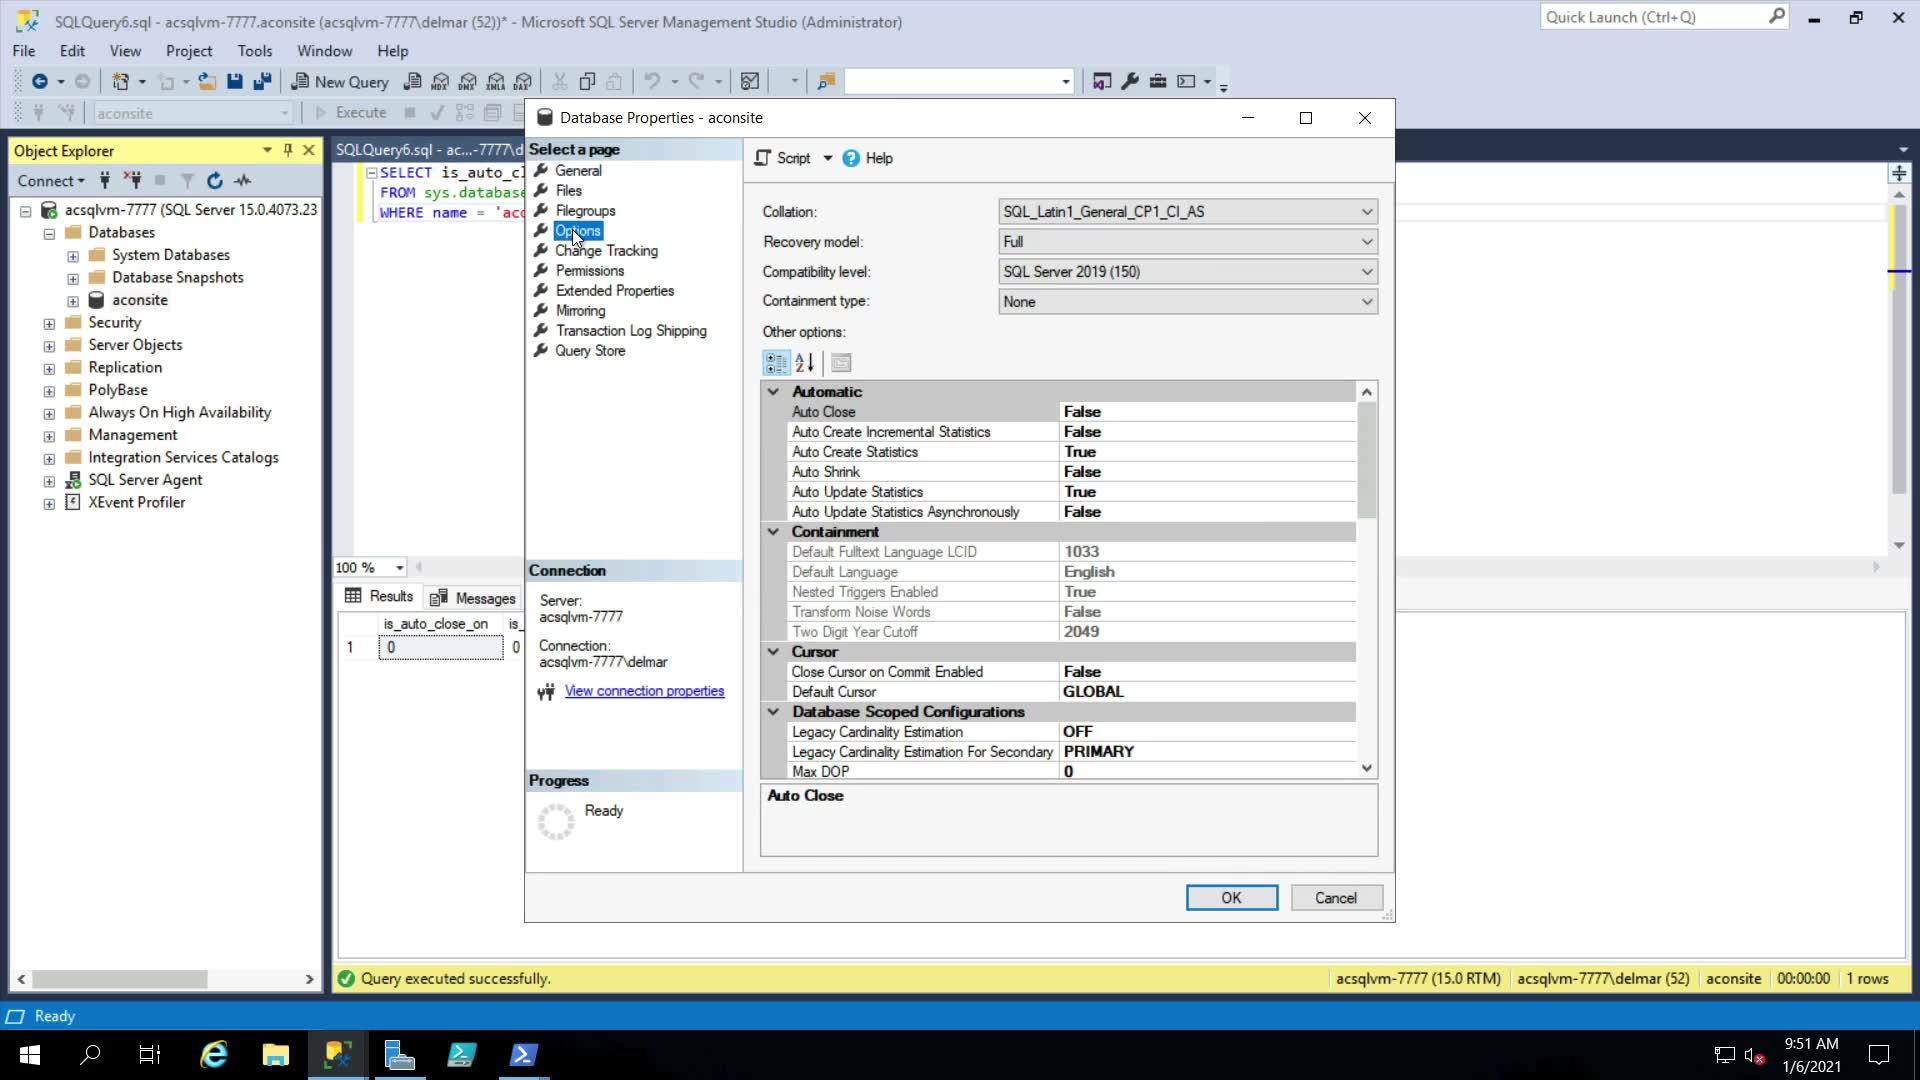 SQLQuery6.sql - acsqlvm-7777.aconsite (acsqlvm-7777\delmar (52))* - Microsoft SQL Server Management Studio (Administrator)
Quick Launch (Ctrl+Q)
File Edit View Project Tools Window Help
New Query MDX DMX XMLA DAX
aconsite Execute
Object Explorer
Connect
acsqlvm-7777 (SQL Server 15.0.4073.23
Databases
System Databases
Database Snapshots
aconsite
Security
Server Objects
Replication
PolyBase
Always On High Availability
Management
Integration Services Catalogs
SQL Server Agent
XEvent Profiler
SQLQuery6.sql - ac...-7777\d
SELECT is_auto_cl
FROM sys.database
WHERE name = 'aco
100 %
Results Messages
is_auto_close_on is_
1 0 0
Database Properties - aconsite
Select a page
General
Files
Filegroups
Options
Change Tracking
Permissions
Extended Properties
Mirroring
Transaction Log Shipping
Query Store
Connection
Server:
acsqlvm-7777
Connection:
acsqlvm-7777\delmar
View connection properties
Progress
Ready
Script Help
Collation: SQL_Latin1_General_CP1_CI_AS
Recovery model: Full
Compatibility level: SQL Server 2019 (150)
Containment type: None
Other options:
Automatic
Auto Close False
Auto Create Incremental Statistics False
Auto Create Statistics True
Auto Shrink False
Auto Update Statistics True
Auto Update Statistics Asynchronously False
Containment
Default Fulltext Language LCID 1033
Default Language English
Nested Triggers Enabled True
Transform Noise Words False
Two Digit Year Cutoff 2049
Cursor
Close Cursor on Commit Enabled False
Default Cursor GLOBAL
Database Scoped Configurations
Legacy Cardinality Estimation OFF
Legacy Cardinality Estimation For Secondary PRIMARY
Max DOP 0
Auto Close
OK Cancel
Query executed successfully. acsqlvm-7777 (15.0 RTM) acsqlvm-7777\delmar (52) aconsite 00:00:00 1 rows
Ready
9:51 AM
1/6/2021